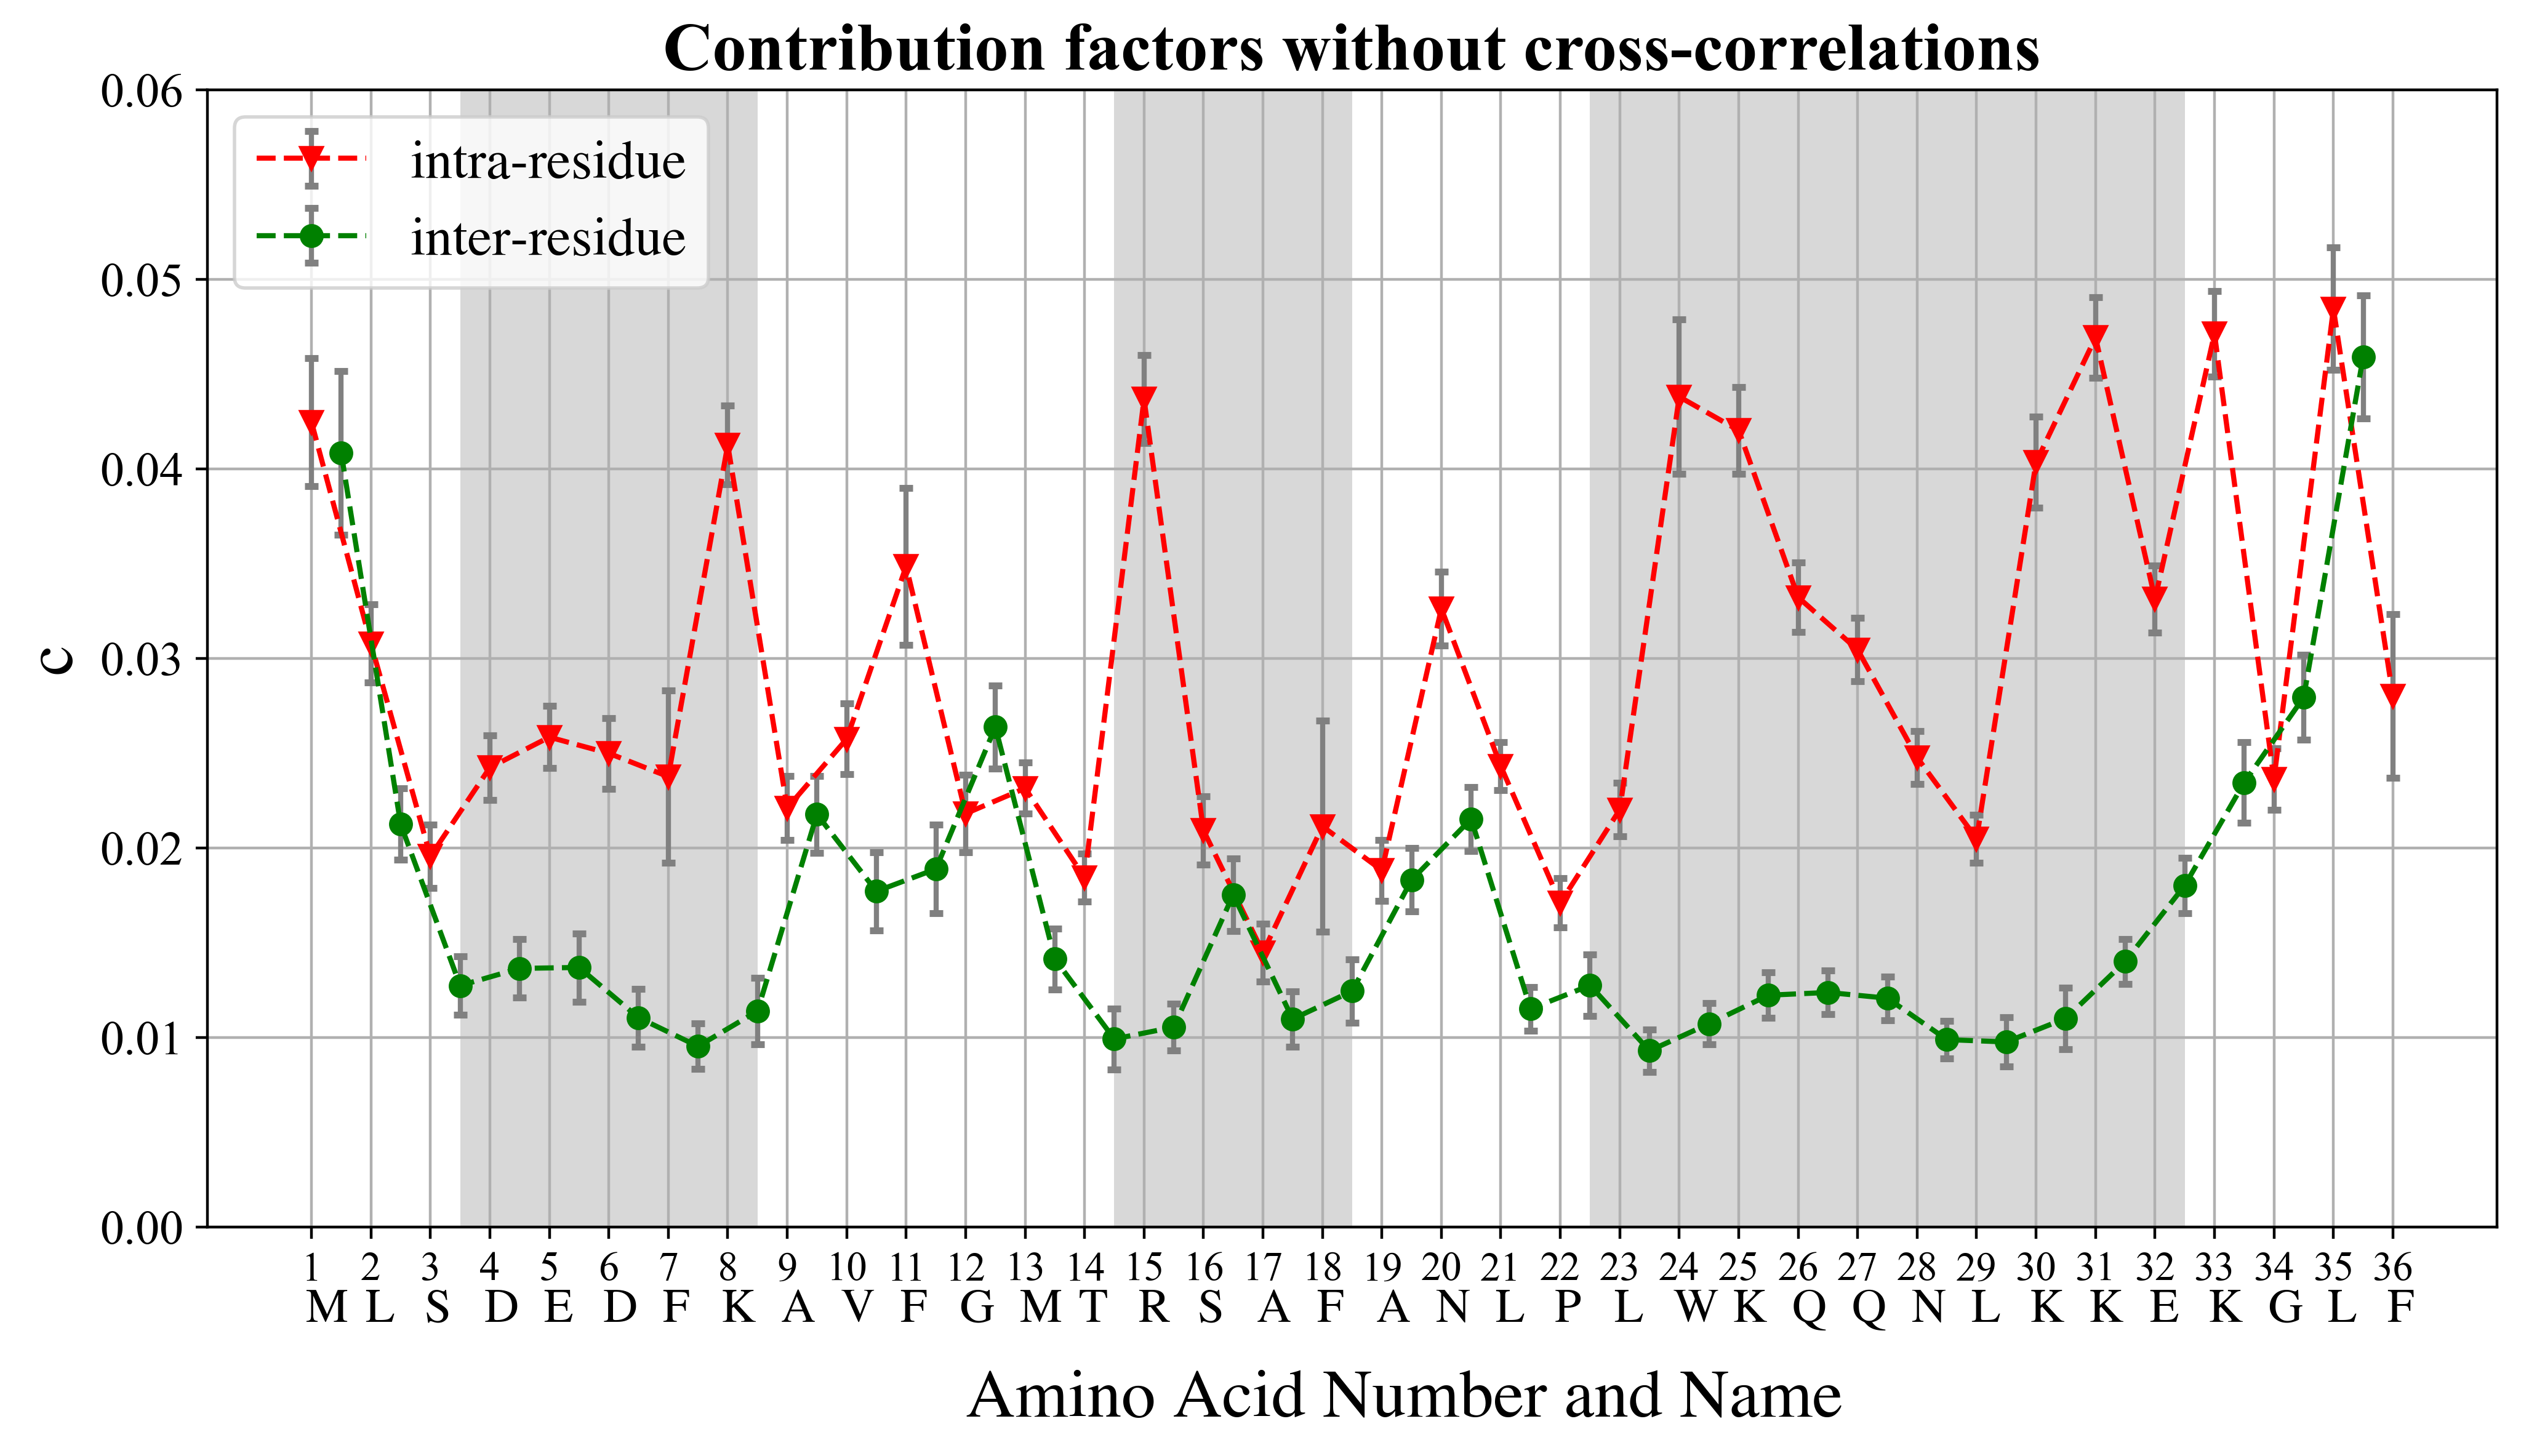 Contribution factors without cross-correlations
0.06
0.05
0.04
0.03
0.02
0.01
0.00
c
intra-residue
inter-residue
1 2 3 4 5 6 7 8 9 10 11 12 13 14 15 16 17 18 19 20 21 22 23 24 25 26 27 28 29 30 31 32 33 34 35 36
M L S D E D F K A V F G M T R S A F A N L P L W K Q Q N L K K E K G L F
Amino Acid Number and Name